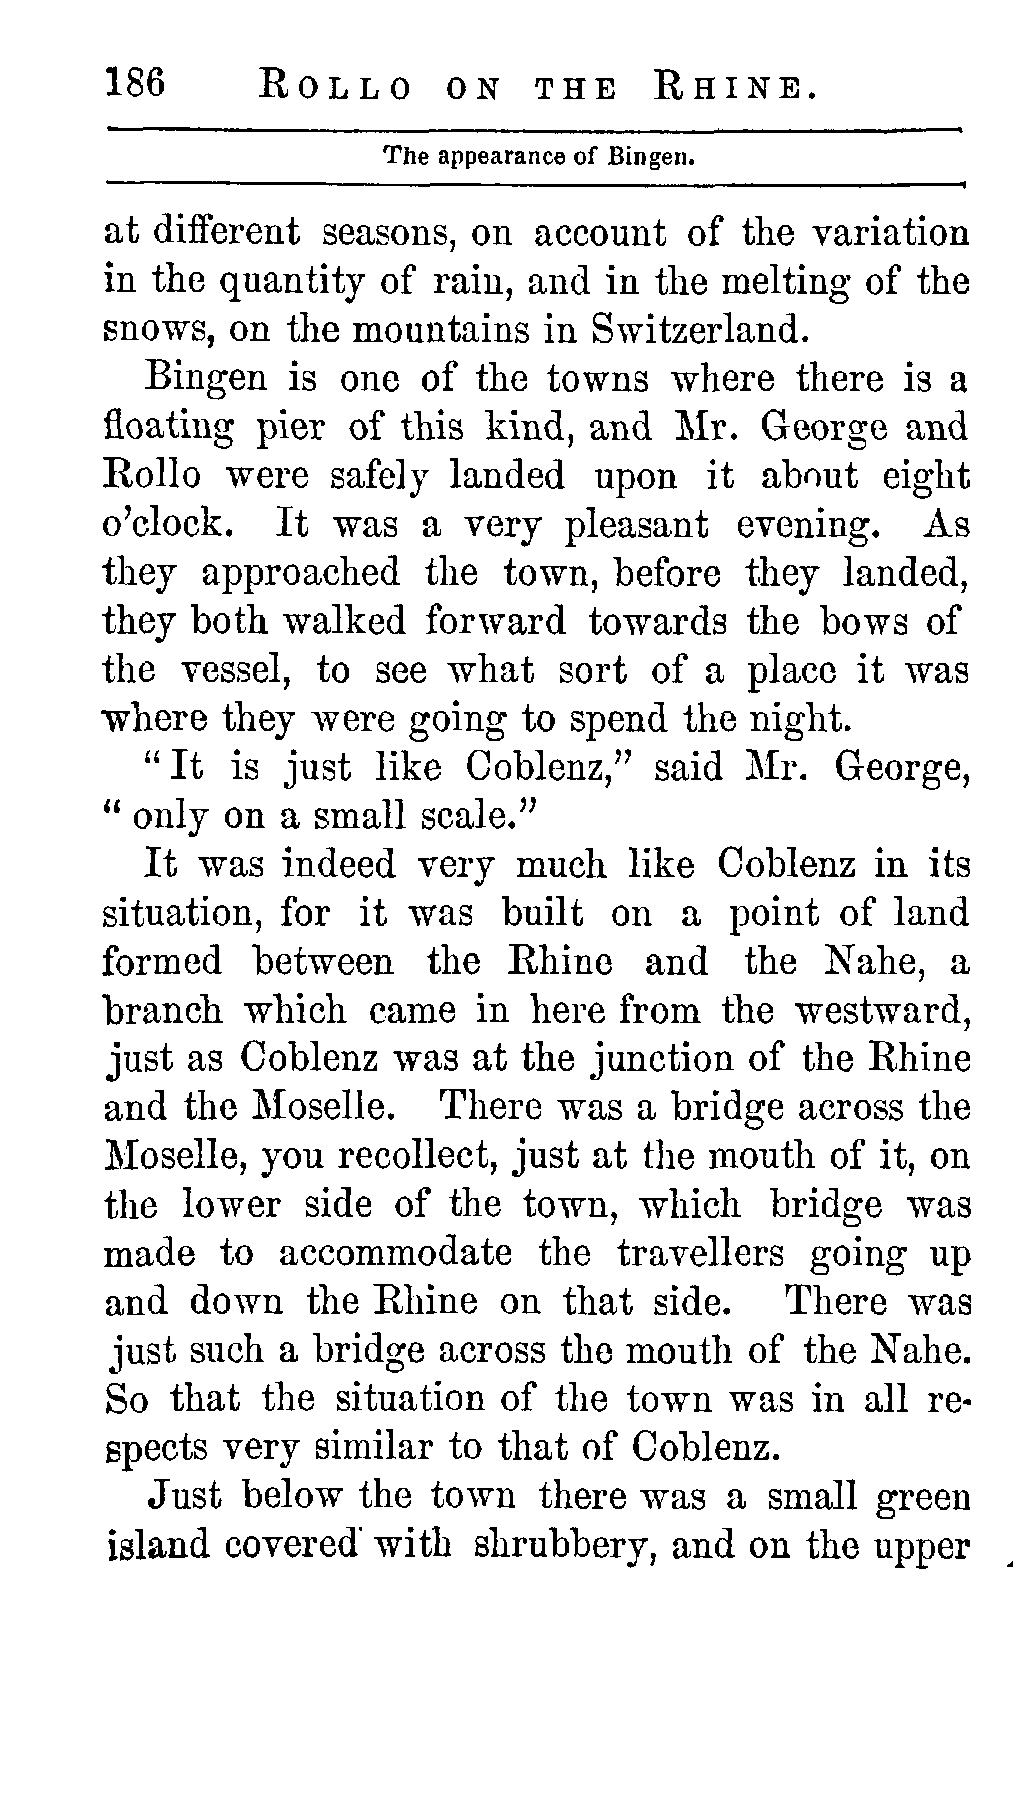 186 ROLLO ON THE RHINE.
The appearance of Bingen.
at different seasons, on account of the variation
in the quantity of rain, and in the melting of the
snows, on the mountains in Switzerland.
Bingen is one of the towns where there is a
floating pier of this kind, and Mr. George and
Rollo were safely landed upon it about eight
o'clock. It was a very pleasant evening. As
they approached the town, before they landed,
they both walked forward towards the bows of
the vessel, to see what sort of a place it was
where they were going to spend the night.
“It is just like Coblenz,” said Mr. George,
“only on a small scale.”
It was indeed very much like Coblenz in its
situation, for it was built on a point of land
formed between the Rhine and the Nahe, a
branch which came in here from the westward,
just as Coblenz was at the junction of the Rhine
and the Moselle. There was a bridge across the
Moselle, you recollect, just at the mouth of it, on
the lower side of the town, which bridge was
made to accommodate the travellers going up
and down the Rhine on that side. There was
just such a bridge across the mouth of the Nahe.
So that the situation of the town was in all re-
spects very similar to that of Coblenz.
Just below the town there was a small green
island covered with shrubbery, and on the upper